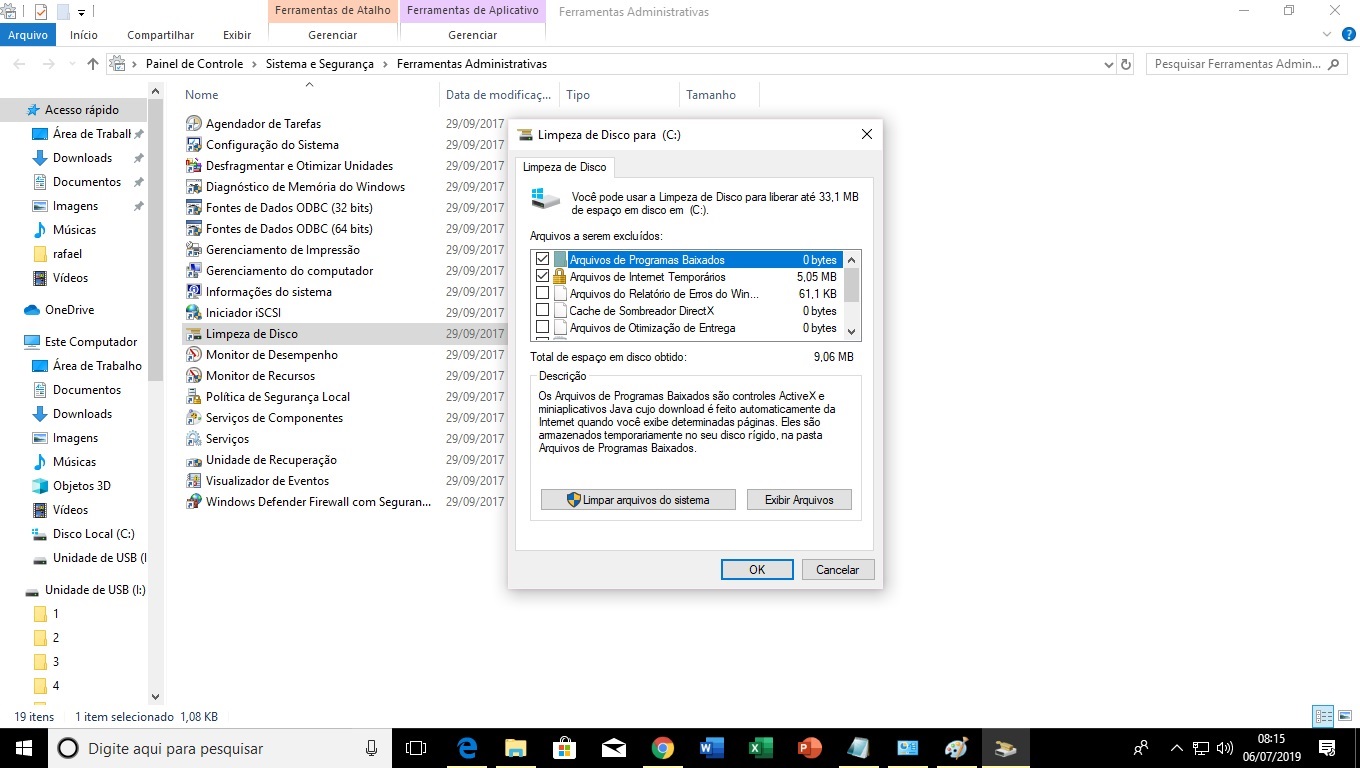 Ferramentas de Atalho
Ferramentas de Aplicativo
Ferramentas Administrativas
Arquivo
Início
Compartilhar
Exibir
Gerenciar
Gerenciar
Painel de Controle
Sistema e Segurança
Ferramentas Administrativas
Pesquisar Ferramentas Admin...
Acesso rápido
Área de Trabalh
Downloads
Documentos
Imagens
Músicas
rafael
Vídeos
OneDrive
Este Computador
Área de Trabalho
Documentos
Downloads
Imagens
Músicas
Objetos 3D
Vídeos
Disco Local (C:)
Unidade de USB (I
Unidade de USB (I:)
1
2
3
4
Nome
Data de modificaç...
Tipo
Tamanho
Agendador de Tarefas 29/09/2017
Configuração do Sistema 29/09/2017
Desfragmentar e Otimizar Unidades 29/09/2017
Diagnóstico de Memória do Windows 29/09/2017
Fontes de Dados ODBC (32 bits) 29/09/2017
Fontes de Dados ODBC (64 bits) 29/09/2017
Gerenciamento de Impressão 29/09/2017
Gerenciamento do computador 29/09/2017
Informações do sistema 29/09/2017
Iniciador iSCSI 29/09/2017
Limpeza de Disco 29/09/2017
Monitor de Desempenho 29/09/2017
Monitor de Recursos 29/09/2017
Política de Segurança Local 29/09/2017
Serviços de Componentes 29/09/2017
Serviços 29/09/2017
Unidade de Recuperação 29/09/2017
Visualizador de Eventos 29/09/2017
Windows Defender Firewall com Seguran... 29/09/2017
Limpeza de Disco para (C:)
Limpeza de Disco
Você pode usar a Limpeza de Disco para liberar até 33,1 MB
de espaço em disco em (C:).
Arquivos a serem excluídos:
Arquivos de Programas Baixados 0 bytes
Arquivos de Internet Temporários 5,05 MB
Arquivos do Relatório de Erros do Win... 61,1 KB
Cache de Sombreador DirectX 0 bytes
Arquivos de Otimização de Entrega 0 bytes
Total de espaço em disco obtido: 9,06 MB
Descrição
Os Arquivos de Programas Baixados são controles ActiveX e
miniaplicativos Java cujo download é feito automaticamente da
Internet quando você exibe determinadas páginas. Eles são
armazenados temporariamente no seu disco rígido, na pasta
Arquivos de Programas Baixados.
Limpar arquivos do sistema
Exibir Arquivos
OK
Cancelar
19 itens
1 item selecionado 1,08 KB
Digite aqui para pesquisar
08:15
06/07/2019